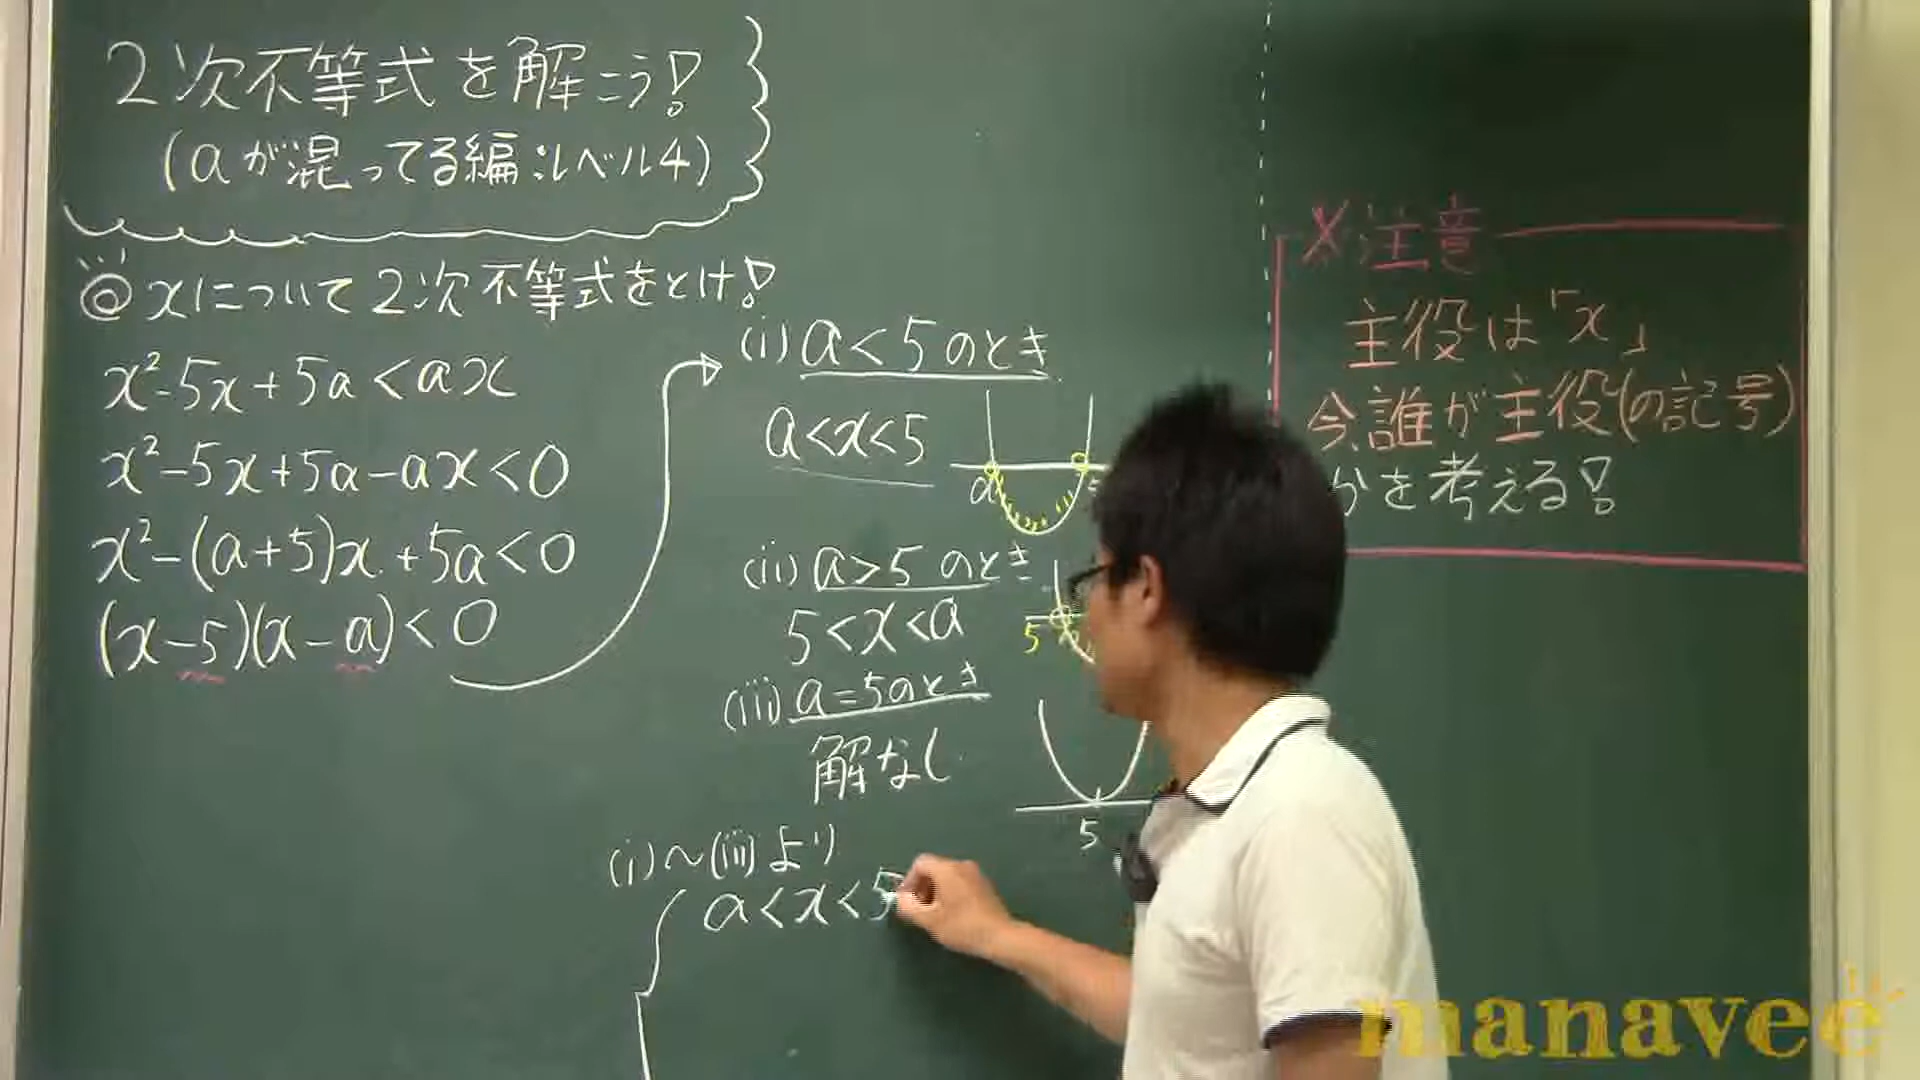 2次不等式を解こう!
(aが混ってる編:レベル4)
◎xについて2次不等式をとけ!
x²-5x+5a<ax
x²-5x+5a-ax<0
x²-(a+5)x+5a<0
(x-5)(x-a)<0
(i) a<5のとき
a<x<5
a
(ii) a>5のとき
5<x<a
5
(iii) a=5のとき
解なし
5
(i)~(iii)より
a<x<5
※注意
主役は「x」
今、誰が主役(の記号)
かを考える!
manavee